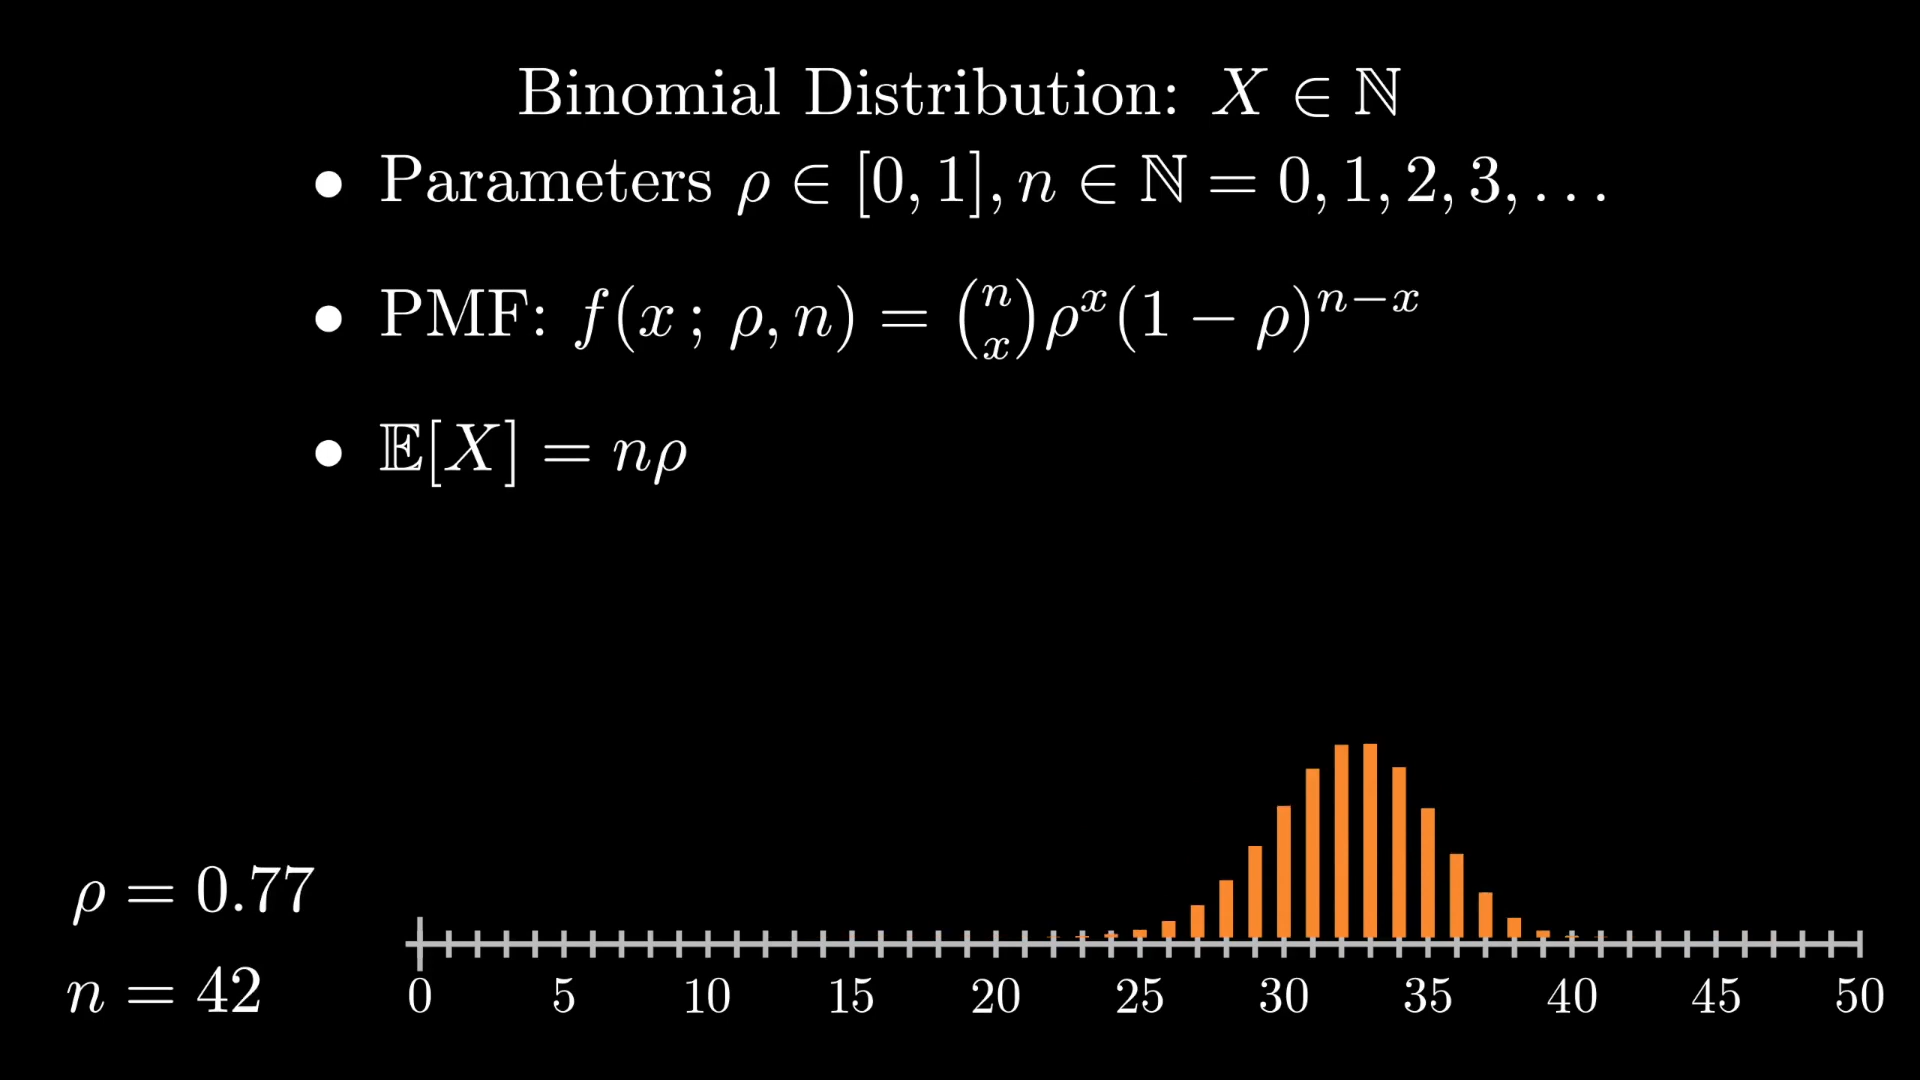 Binomial Distribution: X ∈ ℕ
• Parameters ρ ∈ [0, 1], n ∈ ℕ = 0, 1, 2, 3, . . .
• PMF: f(x ; ρ, n) = (n x) ρ^x (1 − ρ)^{n−x}
• 𝔼[X] = nρ
ρ = 0.77
n = 42
0 5 10 15 20 25 30 35 40 45 50